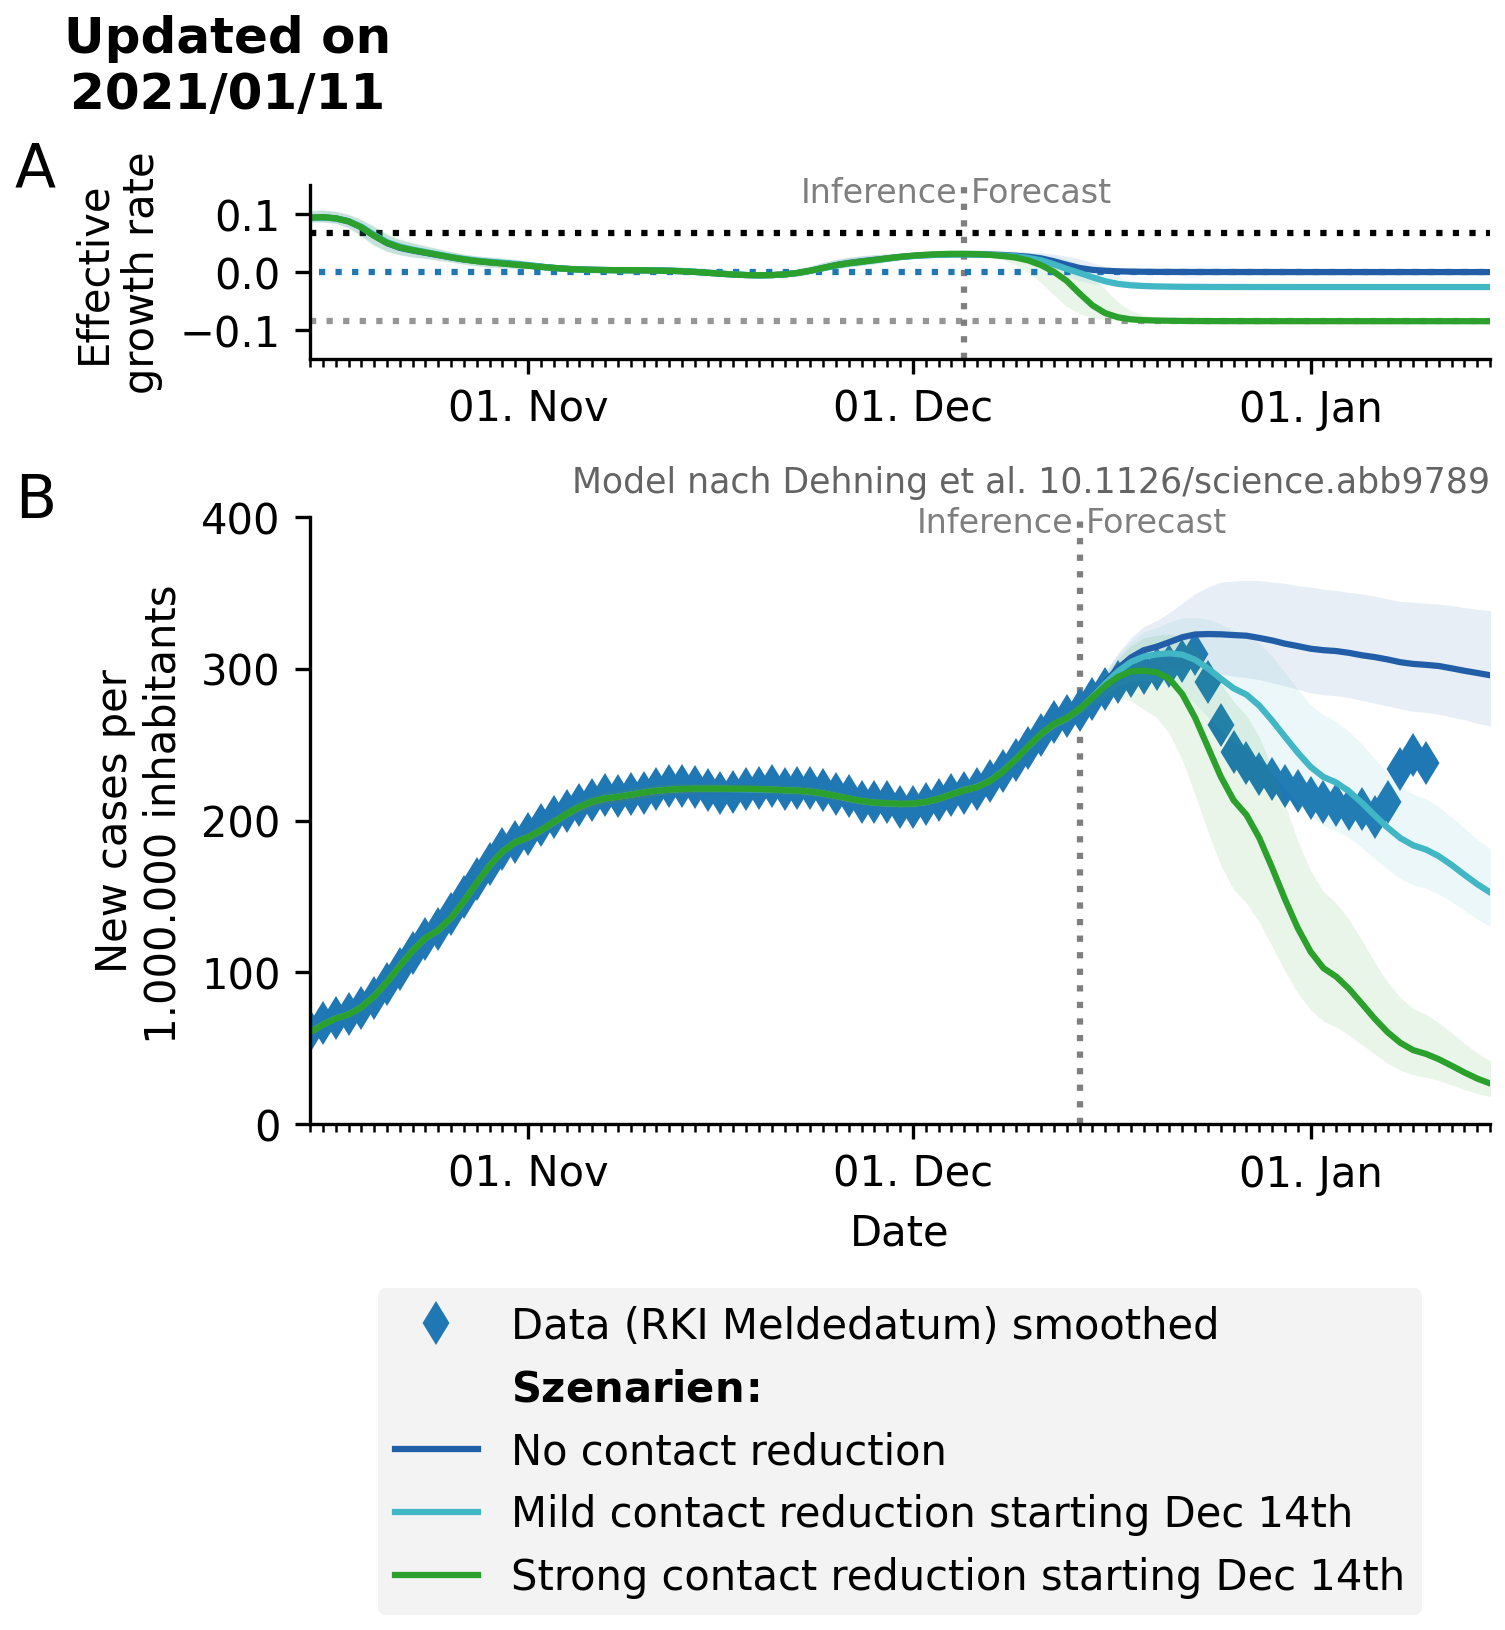 Updated on
2021/01/11
A
Effective
growth rate
Inference Forecast
0.1
0.0
−0.1
01. Nov 01. Dec 01. Jan
B
Model nach Dehning et al. 10.1126/science.abb9789
Inference Forecast
New cases per
1.000.000 inhabitants
400
300
200
100
0
01. Nov 01. Dec 01. Jan
Date
Data (RKI Meldedatum) smoothed
Szenarien:
No contact reduction
Mild contact reduction starting Dec 14th
Strong contact reduction starting Dec 14th